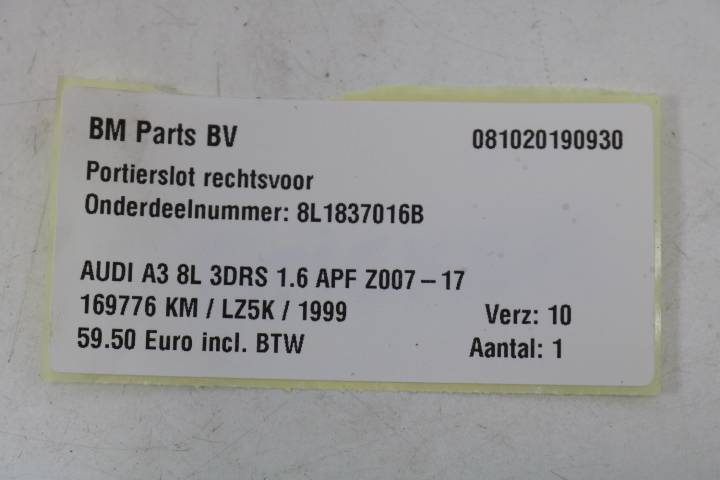 BM Parts BV 081020190930
Portierslot rechtsvoor
Onderdeelnummer: 8L1837016B
AUDI A3 8L 3DRS 1.6 APF Z007 – 17
169776 KM / LZ5K / 1999 Verz: 10
59.50 Euro incl. BTW Aantal: 1